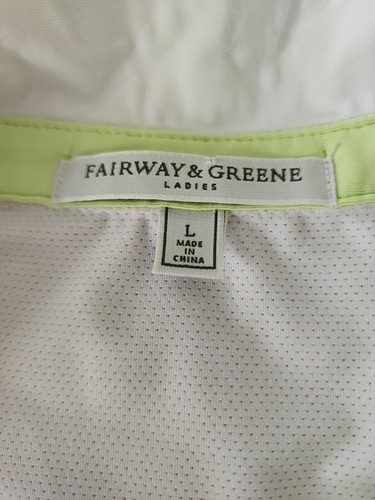 FAIRWAY & GREENE
LADIES
L
MADE
IN
CHINA